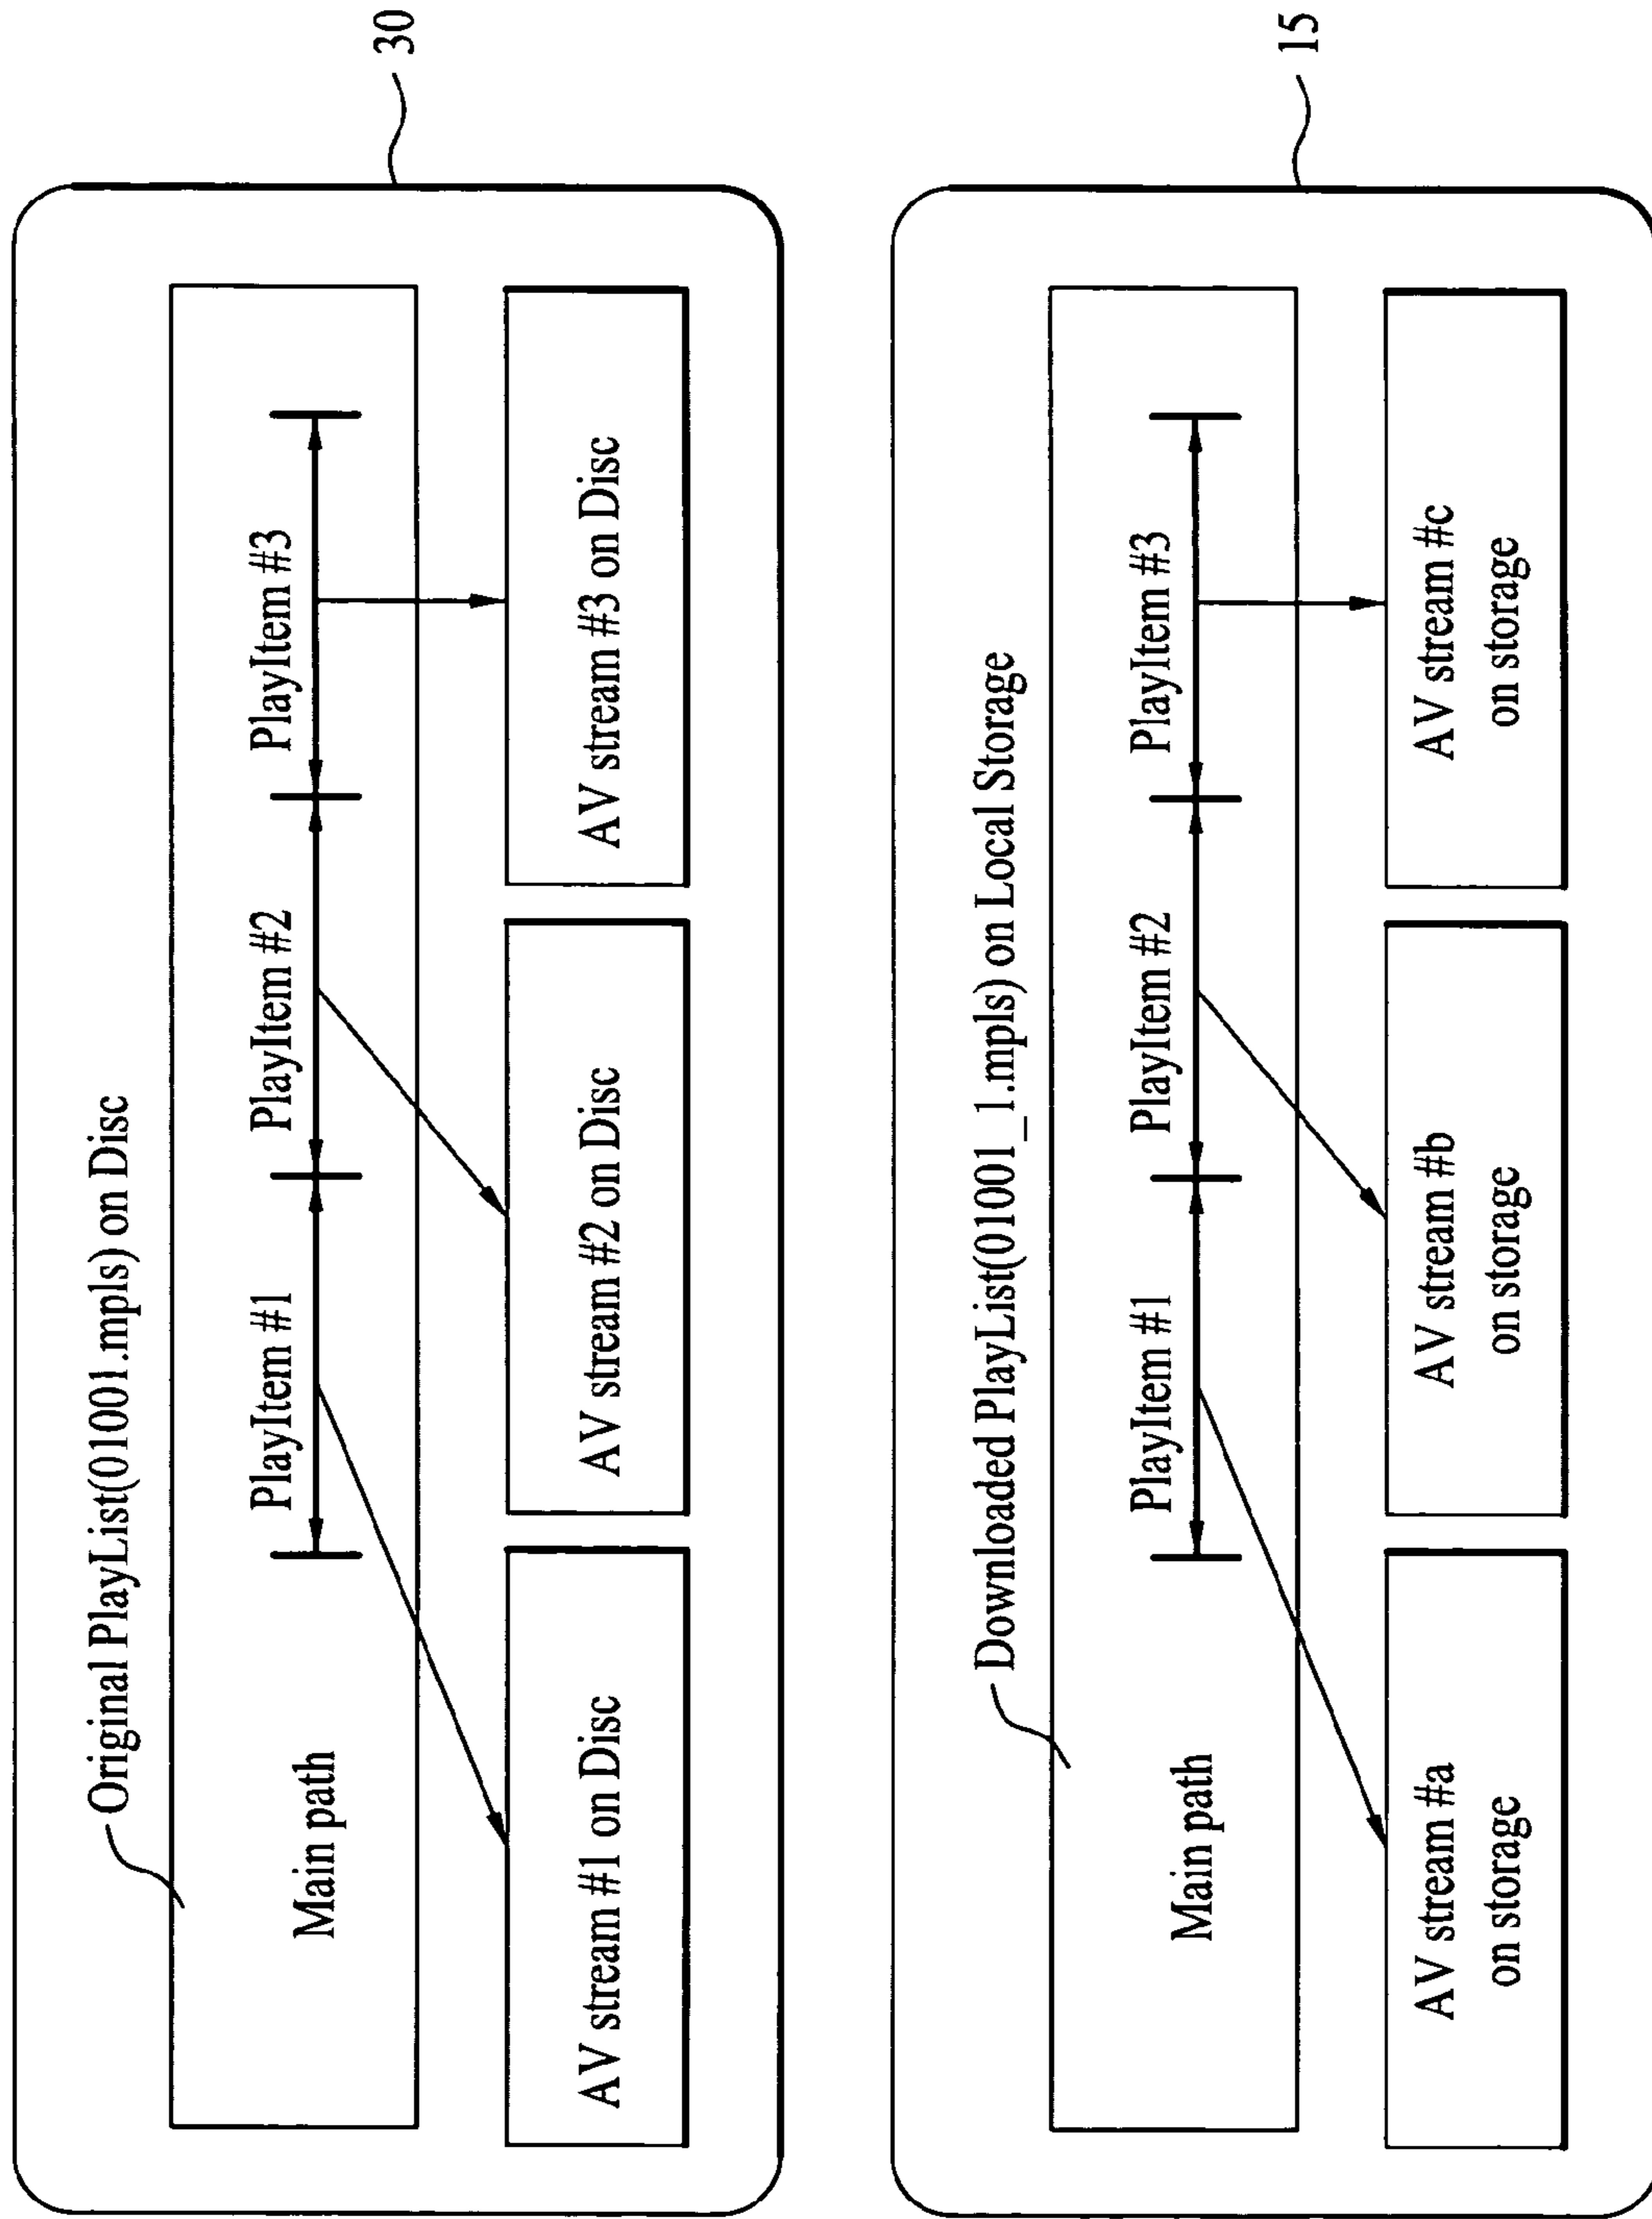 Original PlayList(01001.mpls) on Disc
30
Main path
PlayItem #1
PlayItem #2
PlayItem #3
AV stream #1 on Disc
AV stream #2 on Disc
AV stream #3 on Disc
Downloaded PlayList(01001_1.mpls) on Local Storage
15
Main path
PlayItem #1
PlayItem #2
PlayItem #3
AV stream #a
on storage
AV stream #b
on storage
AV stream #c
on storage